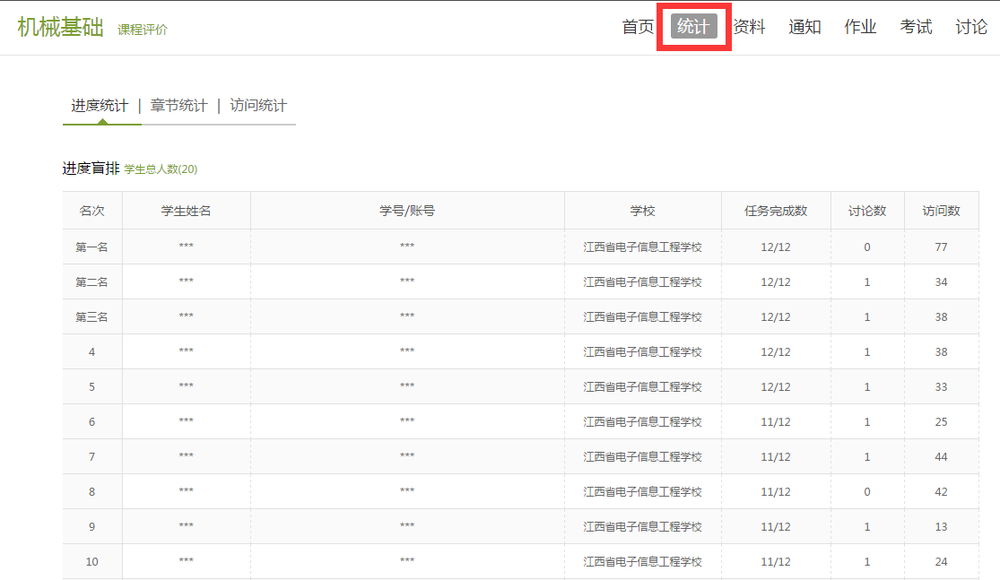 机械基础 课程评价 首页 统计 资料 通知 作业 考试 讨论
进度统计 | 章节统计 | 访问统计
进度盲排 学生总人数(20)
名次 学生姓名 学号/账号 学校 任务完成数 讨论数 访问数
第一名 *** *** 江西省电子信息工程学校 12/12 0 77
第二名 *** *** 江西省电子信息工程学校 12/12 1 34
第三名 *** *** 江西省电子信息工程学校 12/12 1 38
4 *** *** 江西省电子信息工程学校 12/12 1 38
5 *** *** 江西省电子信息工程学校 12/12 1 33
6 *** *** 江西省电子信息工程学校 11/12 1 25
7 *** *** 江西省电子信息工程学校 11/12 1 44
8 *** *** 江西省电子信息工程学校 11/12 0 42
9 *** *** 江西省电子信息工程学校 11/12 1 13
10 *** *** 江西省电子信息工程学校 11/12 1 24